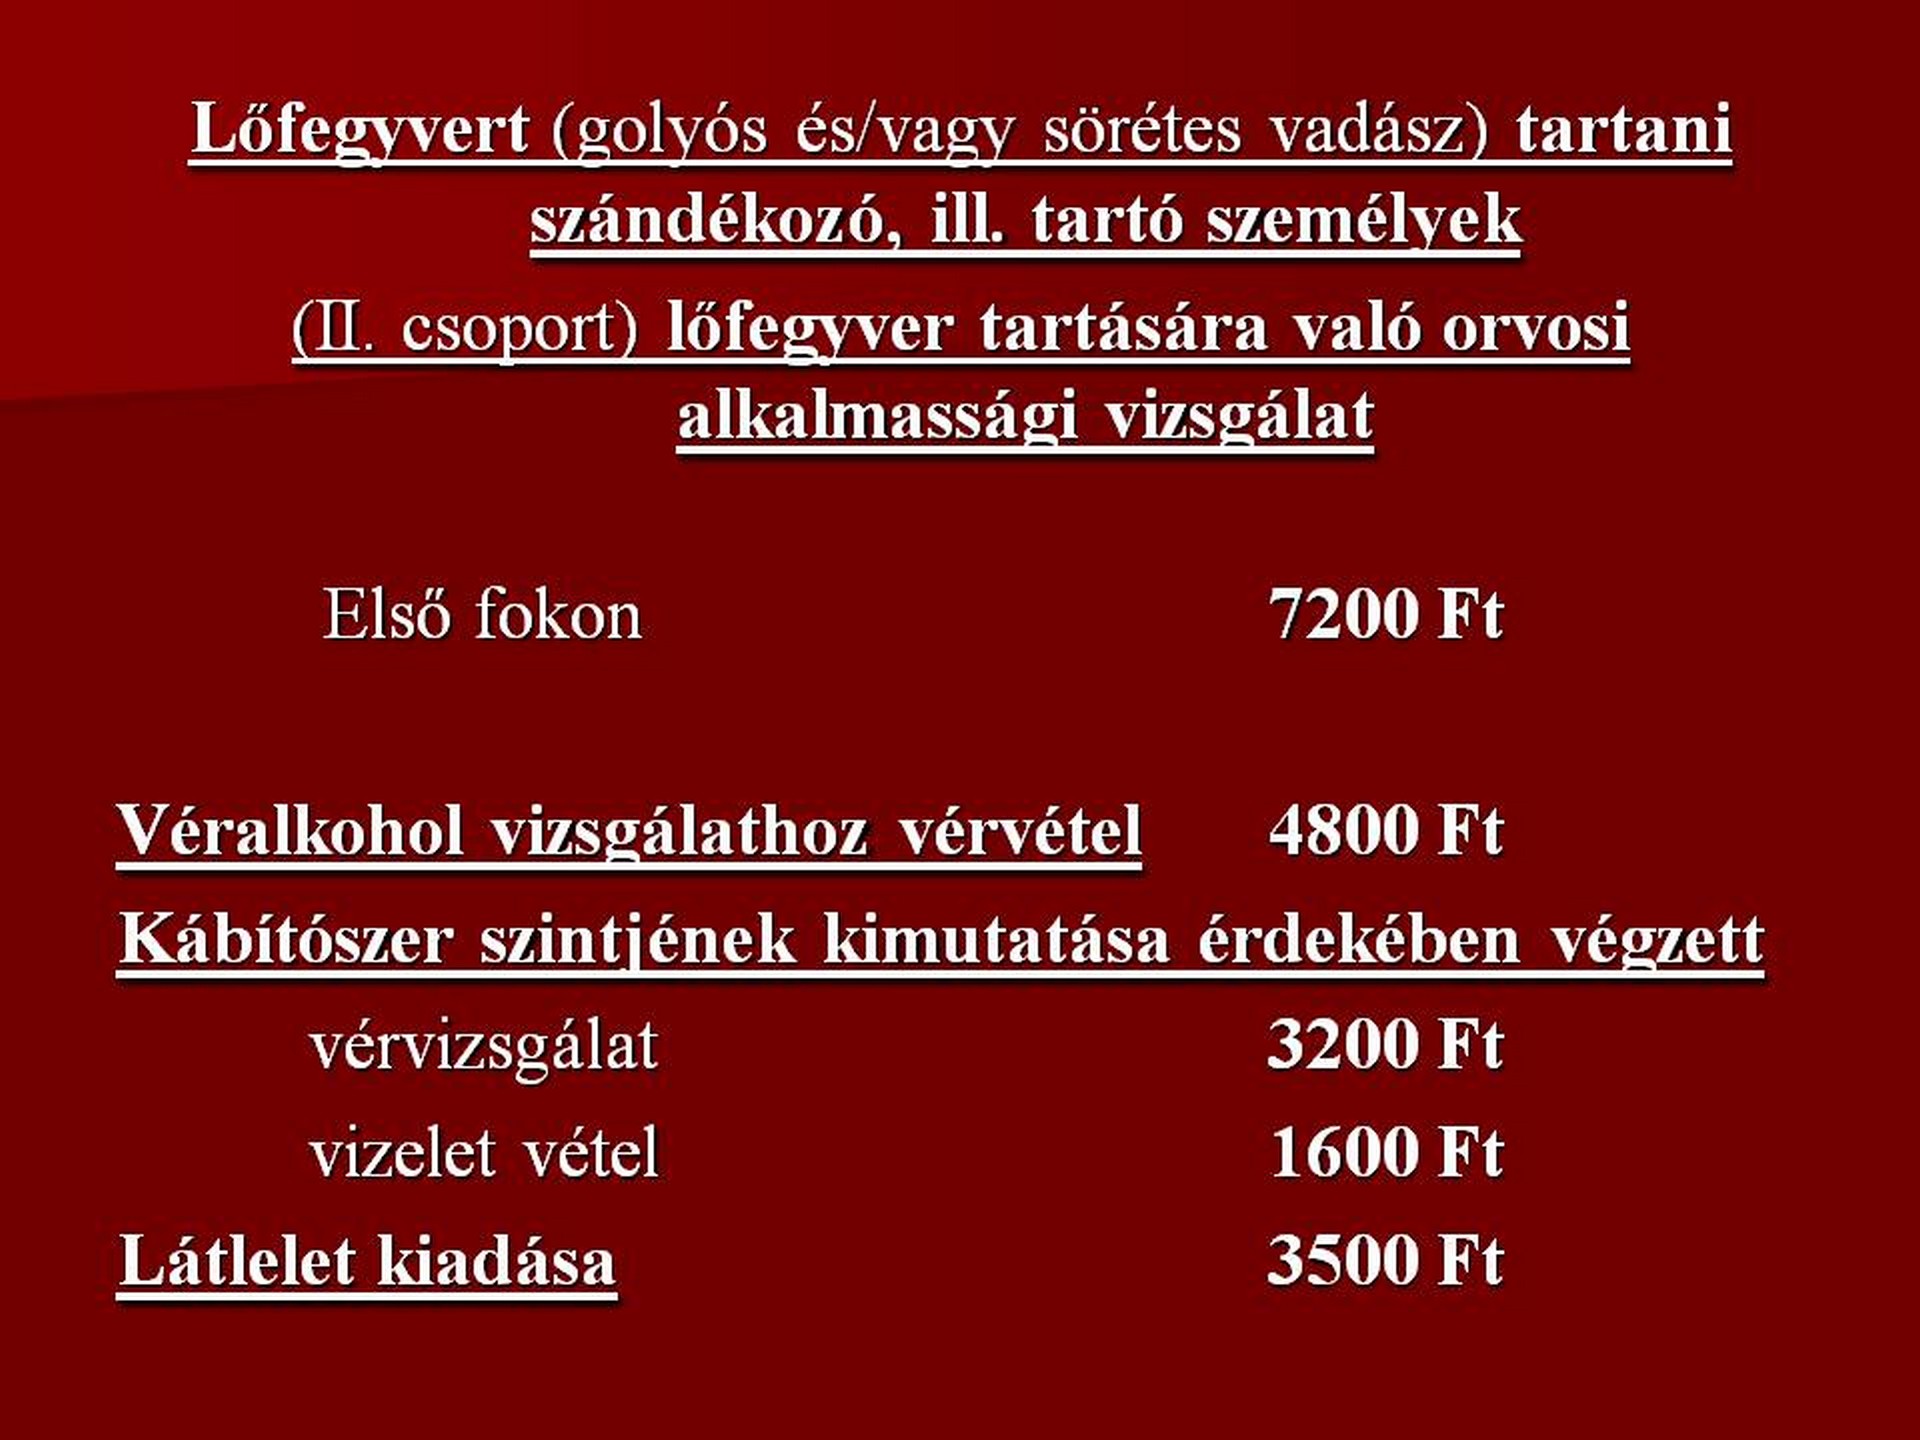 Lőfegyvert (golyós és/vagy sörétes vadász) tartani
szándékozó, ill. tartó személyek
(II. csoport) lőfegyver tartására való orvosi
alkalmassági vizsgálat
Első fokon 7200 Ft
Véralkohol vizsgálathoz vérvétel 4800 Ft
Kábítószer szintjének kimutatása érdekében végzett
vérvizsgálat 3200 Ft
vizelet vétel 1600 Ft
Látlelet kiadása 3500 Ft